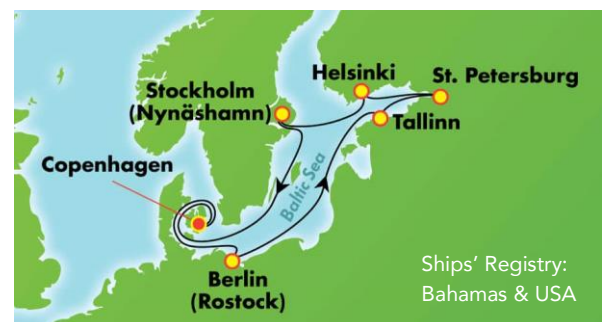 Helsinki
St. Petersburg
Stockholm
(Nynäshamn)
Tallinn
Copenhagen
Baltic Sea
Berlin
(Rostock)
Ships' Registry:
Bahamas & USA